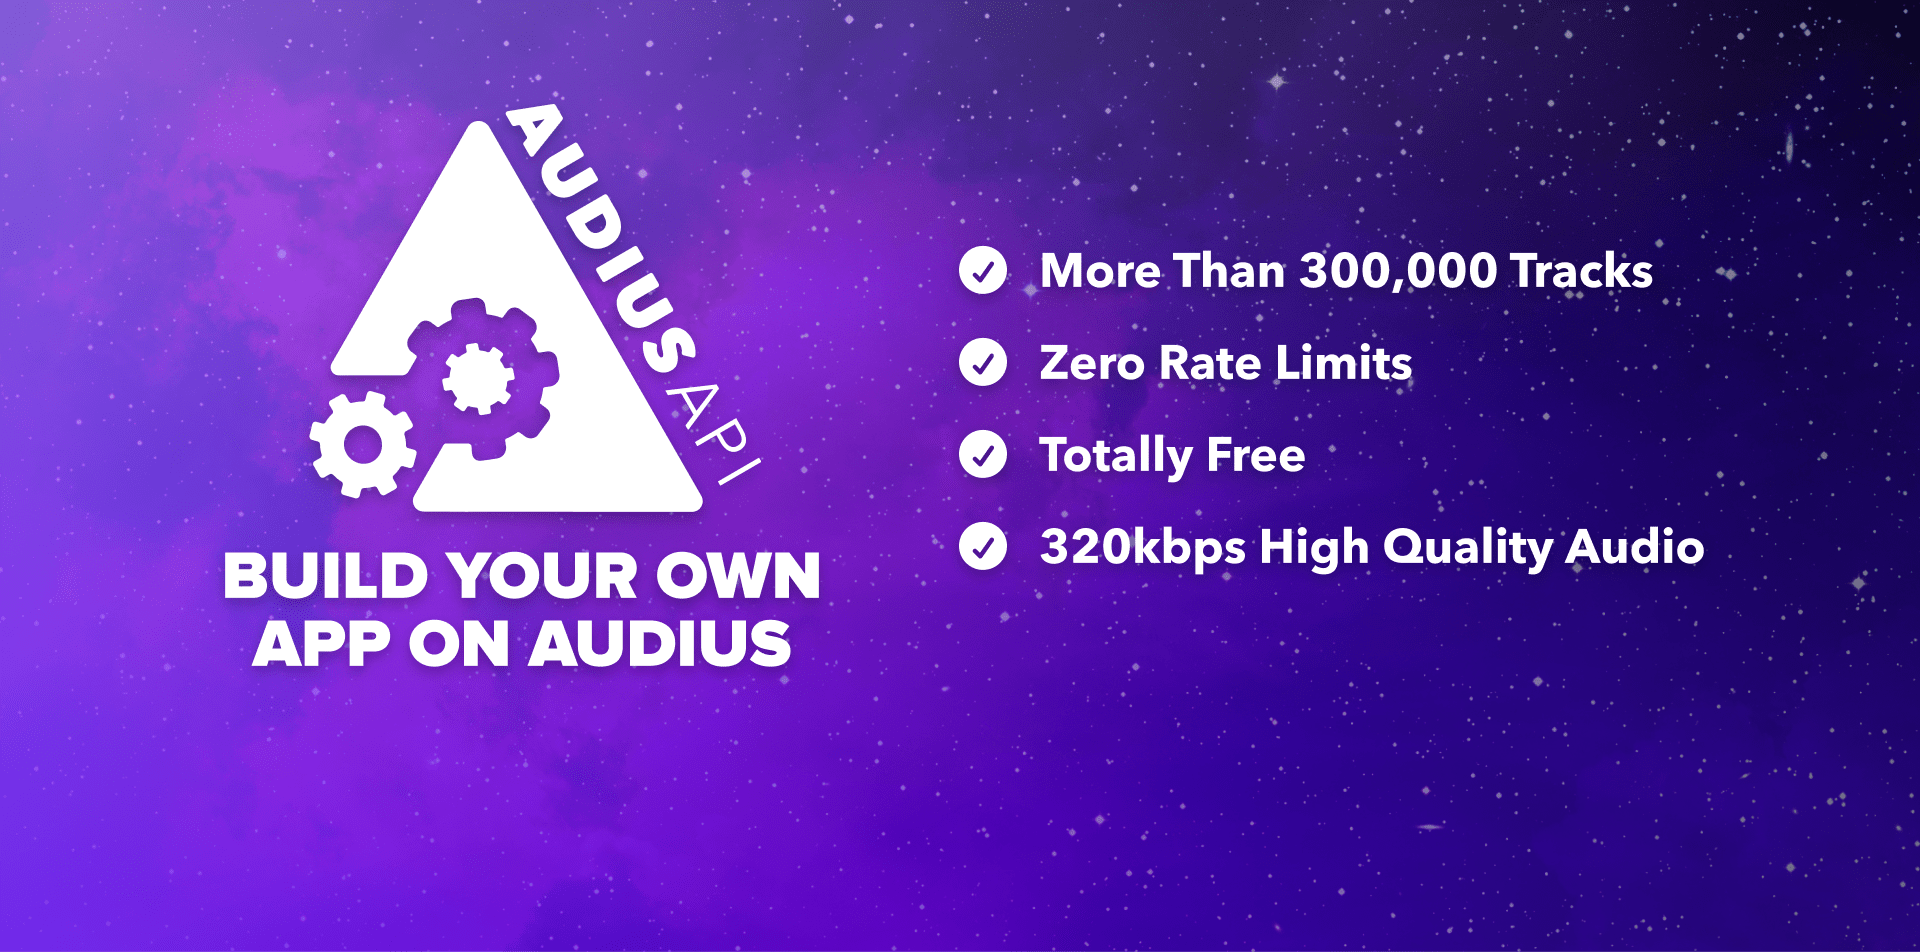 AUDIUS API
BUILD YOUR OWN
APP ON AUDIUS
More Than 300,000 Tracks
Zero Rate Limits
Totally Free
320kbps High Quality Audio